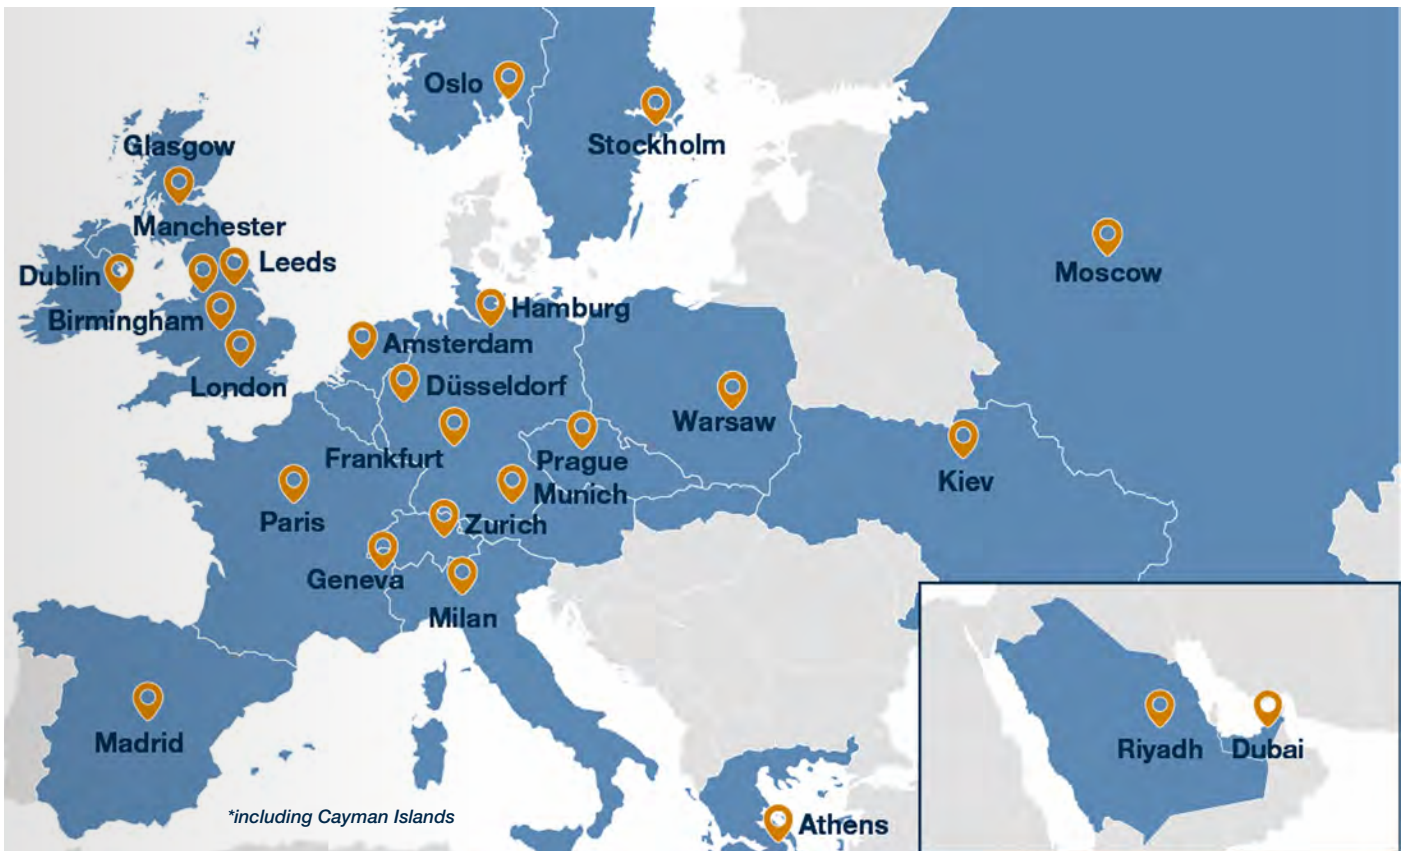 Oslo
Stockholm
Glasgow
Manchester
Moscow
Leeds
Dublin
Hamburg
Birmingham
Amsterdam
London
Düsseldorf
Warsaw
Frankfurt
Prague
Kiev
Munich
Paris
Zurich
Geneva
Milan
Madrid
Riyadh
Dubai
*including Cayman Islands
Athens